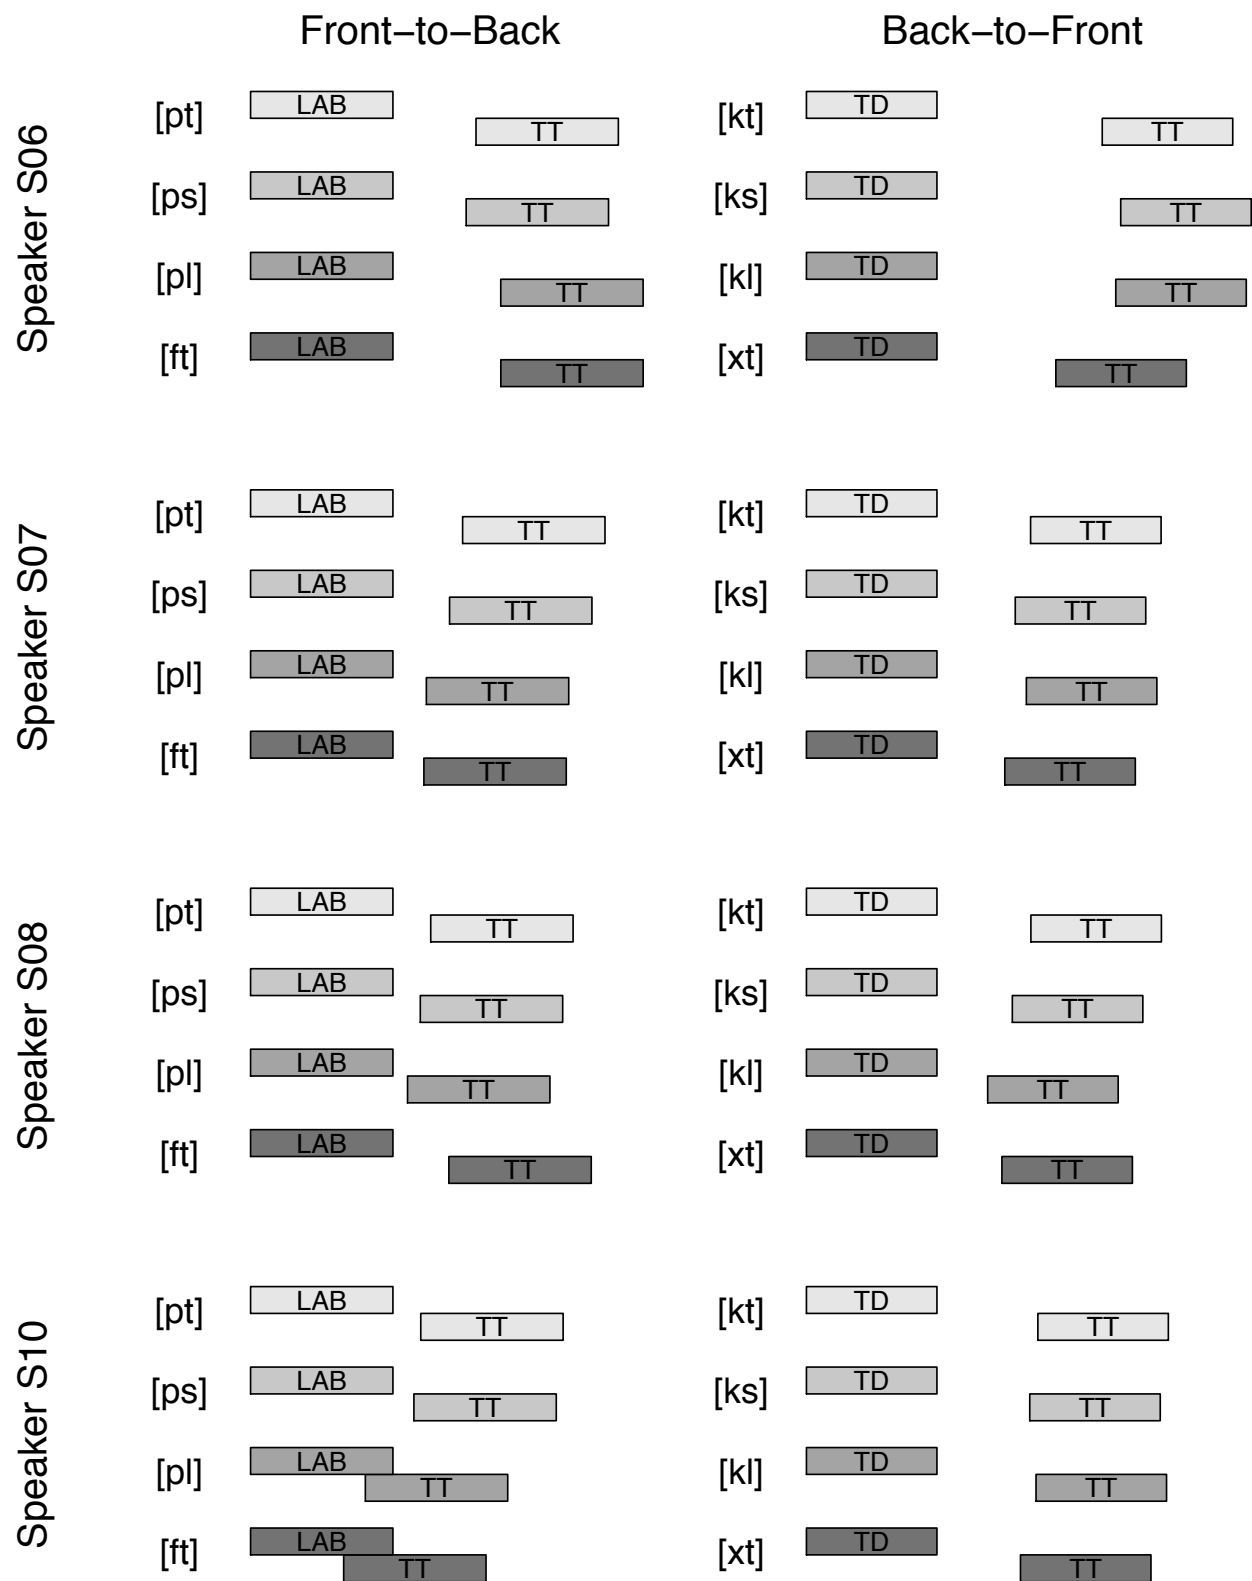 Front–to–Back Back–to–Front
Speaker S06
[pt] LAB TT [kt] TD TT
[ps] LAB TT [ks] TD TT
[pl] LAB TT [kl] TD TT
[ft] LAB TT [xt] TD TT
Speaker S07
[pt] LAB TT [kt] TD TT
[ps] LAB TT [ks] TD TT
[pl] LAB TT [kl] TD TT
[ft] LAB TT [xt] TD TT
Speaker S08
[pt] LAB TT [kt] TD TT
[ps] LAB TT [ks] TD TT
[pl] LAB TT [kl] TD TT
[ft] LAB TT [xt] TD TT
Speaker S10
[pt] LAB TT [kt] TD TT
[ps] LAB TT [ks] TD TT
[pl] LAB TT [kl] TD TT
[ft] LAB TT [xt] TD TT